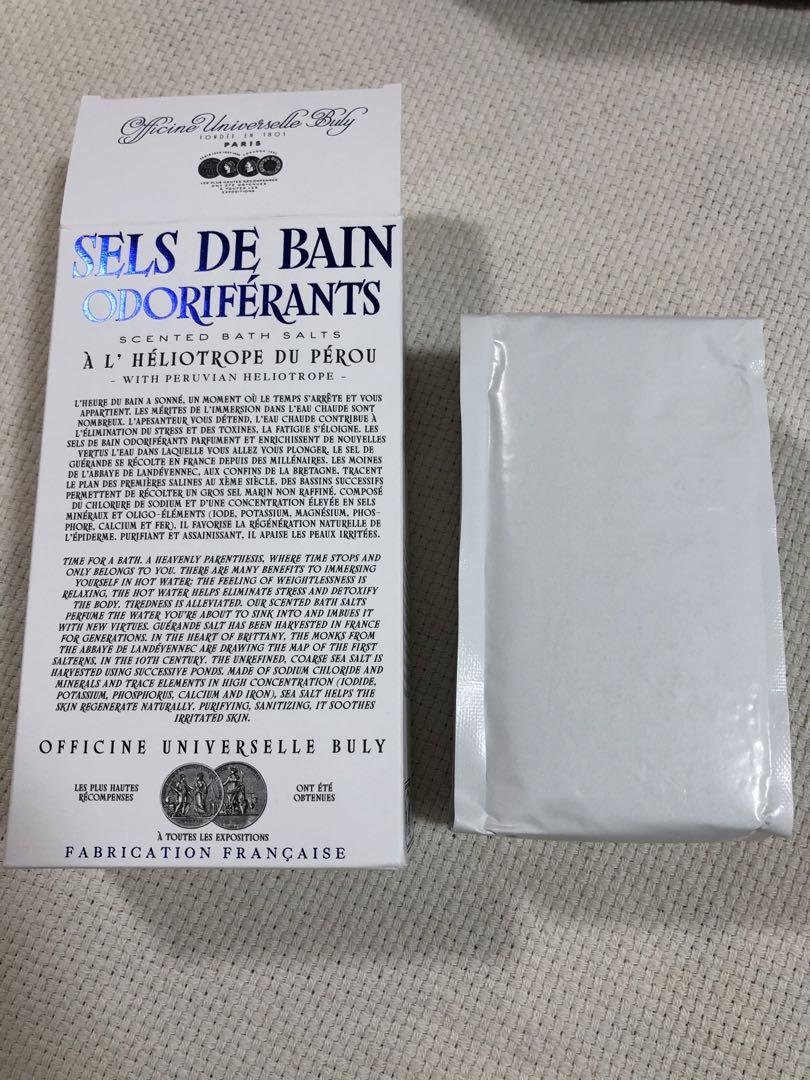 Officine Universelle Buly
FONDÉE EN 1803
PARIS
LES PLUS HAUTES RÉCOMPENSES
ONT ÉTÉ OBTENUES
À TOUTES LES
EXPOSITIONS
SELS DE BAIN
ODORIFÉRANTS
SCENTED BATH SALTS
À L' HÉLIOTROPE DU PÉROU
- WITH PERUVIAN HELIOTROPE -
L'HEURE DU BAIN A SONNÉ, UN MOMENT OÙ LE TEMPS S'ARRÊTE ET VOUS
APPARTIENT. LES MÉRITES DE L'IMMERSION DANS L'EAU CHAUDE SONT
NOMBREUX. L'APESANTEUR VOUS DÉTEND, L'EAU CHAUDE CONTRIBUE À
L'ÉLIMINATION DU STRESS ET DES TOXINES, LA FATIGUE S'ÉLOIGNE. LES
SELS DE BAIN ODORIFÉRANTS PARFUMENT ET ENRICHISSENT DE NOUVELLES
VERTUS L'EAU DANS LAQUELLE VOUS ALLEZ VOUS PLONGER. LE SEL DE
GUÉRANDE SE RÉCOLTE EN FRANCE DEPUIS DES MILLÉNAIRES. LES MOINES
DE L'ABBAYE DE LANDÉVENNEC, AUX CONFINS DE LA BRETAGNE, TRACENT
LE PLAN DES PREMIÈRES SALINES AU XÈME SIÈCLE. DES BASSINS SUCCESSIFS
PERMETTENT DE RÉCOLTER UN GROS SEL MARIN NON RAFFINÉ. COMPOSÉ
DU CHLORURE DE SODIUM ET D'UNE CONCENTRATION ÉLEVÉE EN SELS
MINÉRAUX ET OLIGO-ÉLÉMENTS (IODE, POTASSIUM, MAGNÉSIUM, PHOS-
PHORE, CALCIUM ET FER), IL FAVORISE LA RÉGÉNÉRATION NATURELLE DE
L'ÉPIDERME. PURIFIANT ET ASSAINISSANT, IL APAISE LES PEAUX IRRITÉES.
TIME FOR A BATH. A HEAVENLY PARENTHESIS, WHERE TIME STOPS AND
ONLY BELONGS TO YOU. THERE ARE MANY BENEFITS TO IMMERSING
YOURSELF IN HOT WATER: THE FEELING OF WEIGHTLESSNESS IS
RELAXING, THE HOT WATER HELPS ELIMINATE STRESS AND DETOXIFY
THE BODY. TIREDNESS IS ALLEVIATED. OUR SCENTED BATH SALTS
PERFUME THE WATER YOU'RE ABOUT TO SINK INTO AND IMBUES IT
WITH NEW VIRTUES. GUÉRANDE SALT HAS BEEN HARVESTED IN FRANCE
FOR GENERATIONS. IN THE HEART OF BRITTANY, THE MONKS FROM
THE ABBAYE DE LANDÉVENNEC ARE DRAWING THE MAP OF THE FIRST
SALTERNS, IN THE 10TH CENTURY. THE UNREFINED, COARSE SEA SALT IS
HARVESTED USING SUCCESSIVE PONDS. MADE OF SODIUM CHLORIDE AND
MINERALS AND TRACE ELEMENTS IN HIGH CONCENTRATION (IODIDE,
POTASSIUM, PHOSPHORUS, CALCIUM AND IRON), SEA SALT HELPS THE
SKIN REGENERATE NATURALLY. PURIFYING, SANITIZING, IT SOOTHES
IRRITATED SKIN.
OFFICINE UNIVERSELLE BULY
LES PLUS HAUTES
RÉCOMPENSES
ONT ÉTÉ
OBTENUES
À TOUTES LES EXPOSITIONS
FABRICATION FRANÇAISE